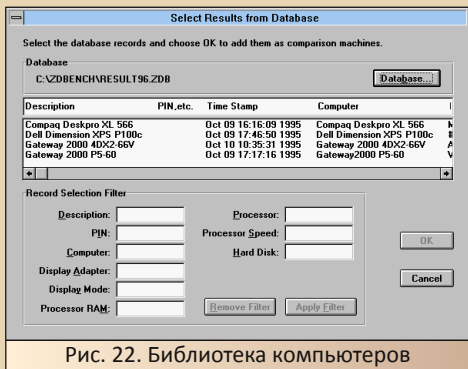 Select Results from Database
Select the database records and choose OK to add them as comparison machines.
Database
C:\ZDBENCH\RESULT96.ZDB
Database...
Description PIN,etc. Time Stamp Computer
Compaq Deskpro XL 566 Oct 09 16:16:09 1995 Compaq Deskpro XL 566
Dell Dimension XPS P100c Oct 09 17:46:50 1995 Dell Dimension XPS P100c
Gateway 2000 4DX2-66V Oct 10 10:35:31 1995 Gateway 2000 4DX2-66V
Gateway 2000 P5-60 Oct 09 17:17:16 1995 Gateway2000 P5-60
Record Selection Filter
Description:
PIN:
Computer:
Display Adapter:
Display Mode:
Processor RAM:
Processor:
Processor Speed:
Hard Disk:
Remove Filter
Apply Filter
OK
Cancel
Рис. 22. Библиотека компьютеров